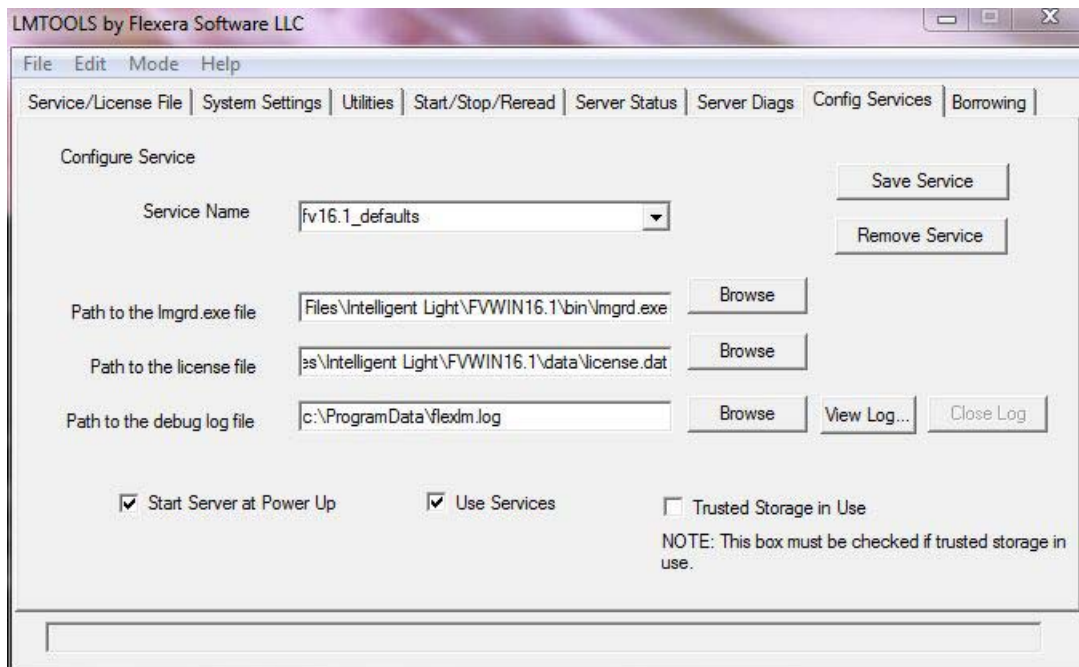 LMTOOLS by Flexera Software LLC
File Edit Mode Help
Service/License File System Settings Utilities Start/Stop/Reread Server Status Server Diags Config Services Borrowing
Configure Service
Save Service
Service Name fv16.1_defaults
Remove Service
Path to the lmgrd.exe file Files\Intelligent Light\FVWIN16.1\bin\lmgrd.exe Browse
Path to the license file es\Intelligent Light\FVWIN16.1\data\license.dat Browse
Path to the debug log file c:\ProgramData\flexlm.log Browse View Log... Close Log
Start Server at Power Up Use Services Trusted Storage in Use
NOTE: This box must be checked if trusted storage in
use.